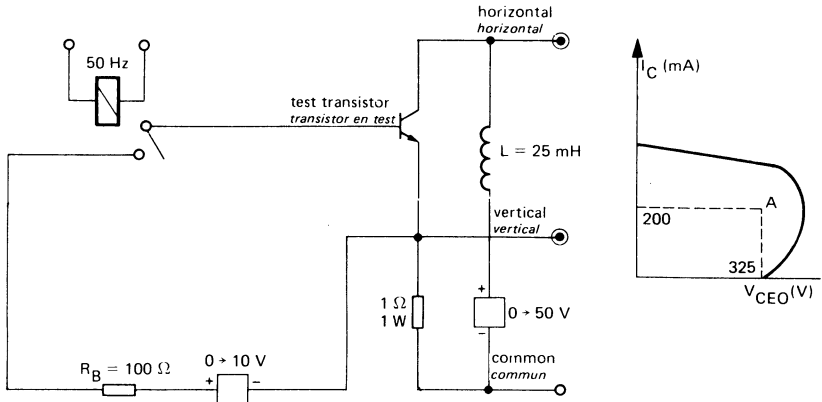 horizontal
horizontal
50 Hz
test transistor
transistor en test
L = 25 mH
vertical
vertical
+
1 Ω
1 W
0 → 50 V
-
common
commun
R_B = 100 Ω
0 → 10 V
+
-
I_C (mA)
A
200
325
V_CEO (V)